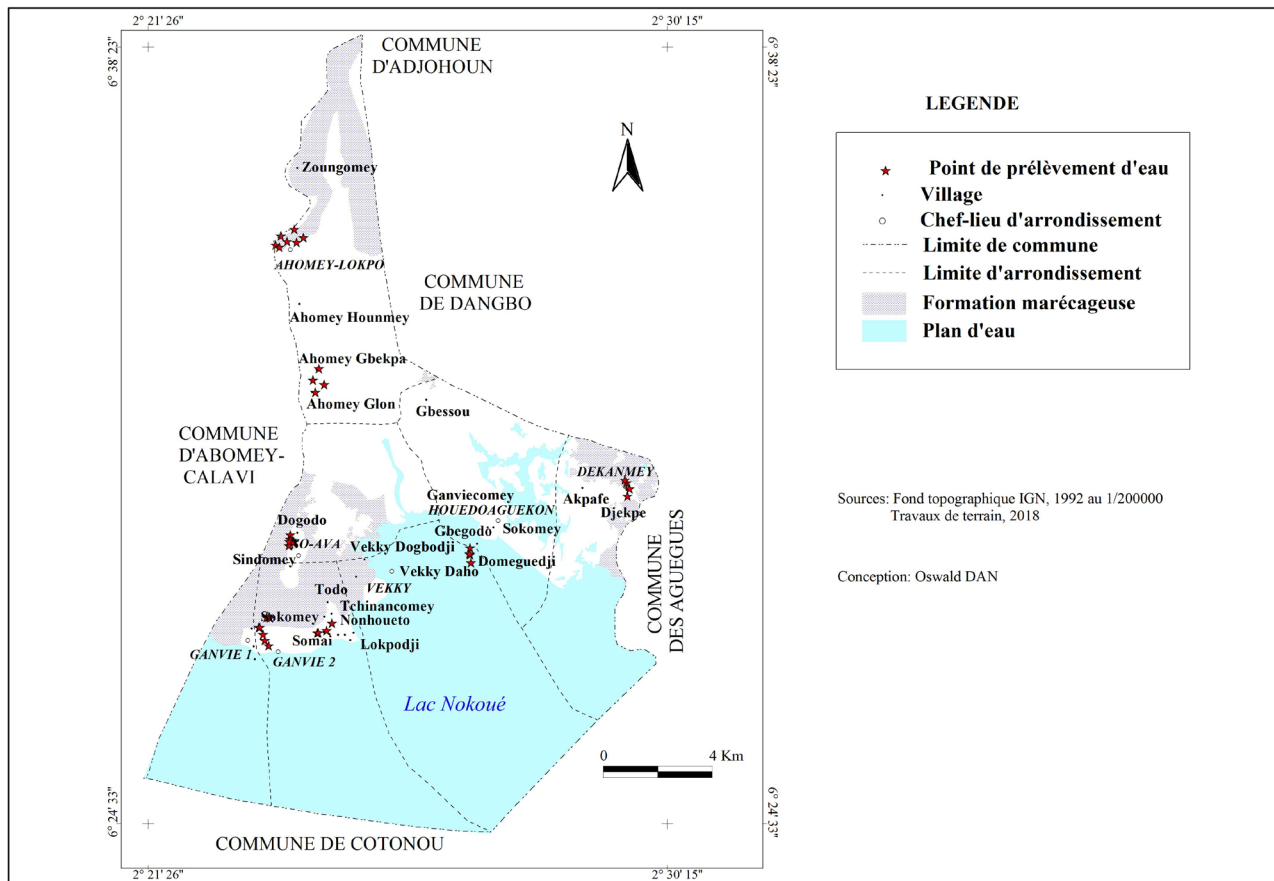 2° 21' 26"
2° 30' 15"
6° 38' 23"
6° 38' 23"
COMMUNE
D'ADJOHOUN
N
Zoungomey
AHOMEY-LOKPO
COMMUNE
DE DANGBO
Ahomey Hounmey
Ahomey Gbekpa
Ahomey Glon
Gbessou
COMMUNE
D'ABOMEY-
CALAVI
DEKANMEY
Akpafe
Djekpe
Ganviecomey
HOUEDOAGUEKON
Gbegodo
Sokomey
Dogodo
SO-AVA
Vekky Dogbodji
Domeguedji
Sindomey
Vekky Daho
VEKKY
Todo
Tchinancomey
Sokomey
Nonhoueto
Somai
Lokpodji
GANVIE 1
GANVIE 2
COMMUNE
DES AGUEGUES
Lac Nokoué
0 4 Km
6° 24' 33"
6° 24' 33"
COMMUNE DE COTONOU
2° 21' 26"
2° 30' 15"
LEGENDE
Point de prélèvement d'eau
Village
Chef-lieu d'arrondissement
Limite de commune
Limite d'arrondissement
Formation marécageuse
Plan d'eau
Sources: Fond topographique IGN, 1992 au 1/200000
Travaux de terrain, 2018
Conception: Oswald DAN